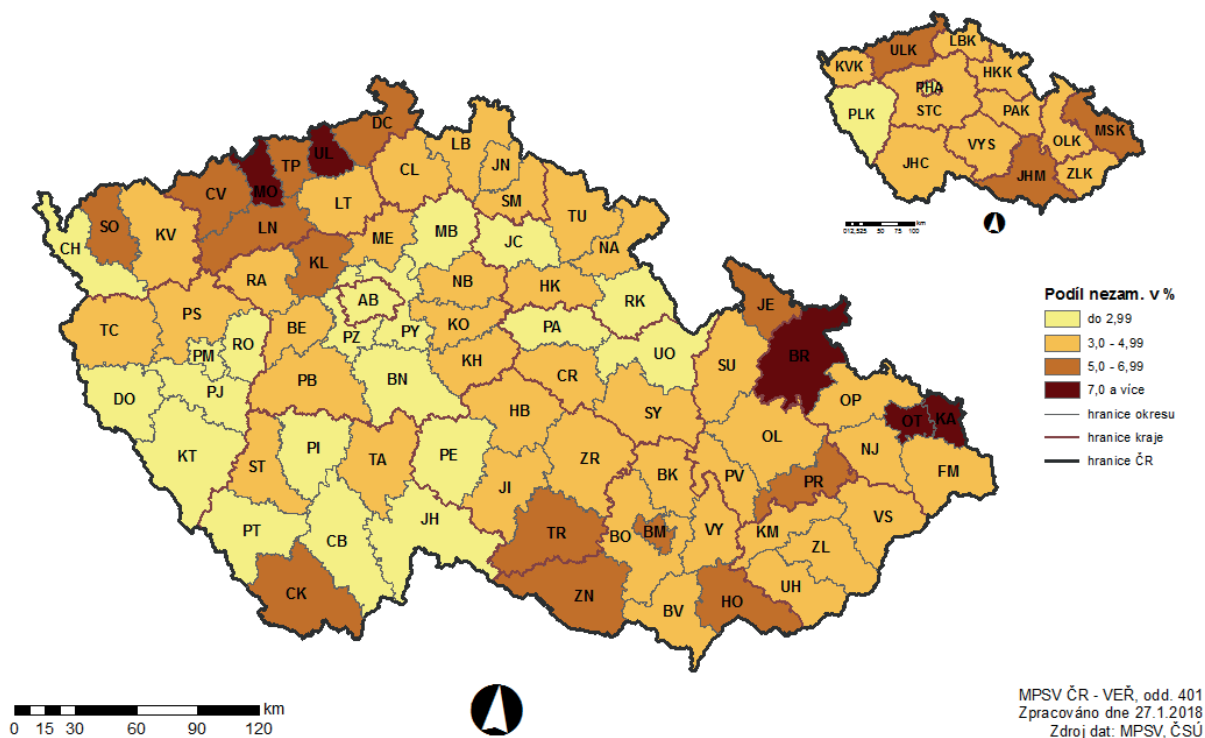 LBK
ULK
KVK
HKK
PHA
STC
PAK
PLK
MSK
OLK
VYS
JHC
ZLK
JHM
km
50 75 100
DC
UL
TP
LB
JN
MO
CL
CV
SM
LT
TU
SO
KV
LN
MB
JC
ME
CH
NA
KL
RA
NB
HK
AB
RK
JE
PS
TC
BE
RO
PZ
PY
KO
PA
PM
UO
BR
KH
SU
PB
BN
CR
DO
PJ
OP
HB
SY
OT
KA
OL
PI
KT
ST
TA
PE
ZR
NJ
FM
JI
BK
PV
PR
VS
JH
PT
CB
TR
BO
BM
VY
KM
ZL
CK
ZN
BV
HO
UH
Podíl nezam. v %
do 2,99
3,0 - 4,99
5,0 - 6,99
7,0 a více
hranice okresu
hranice kraje
hranice ČR
km
0 15 30 60 90 120
MPSV ČR - VEŘ, odd. 401
Zpracováno dne 27.1.2018
Zdroj dat: MPSV, ČSÚ